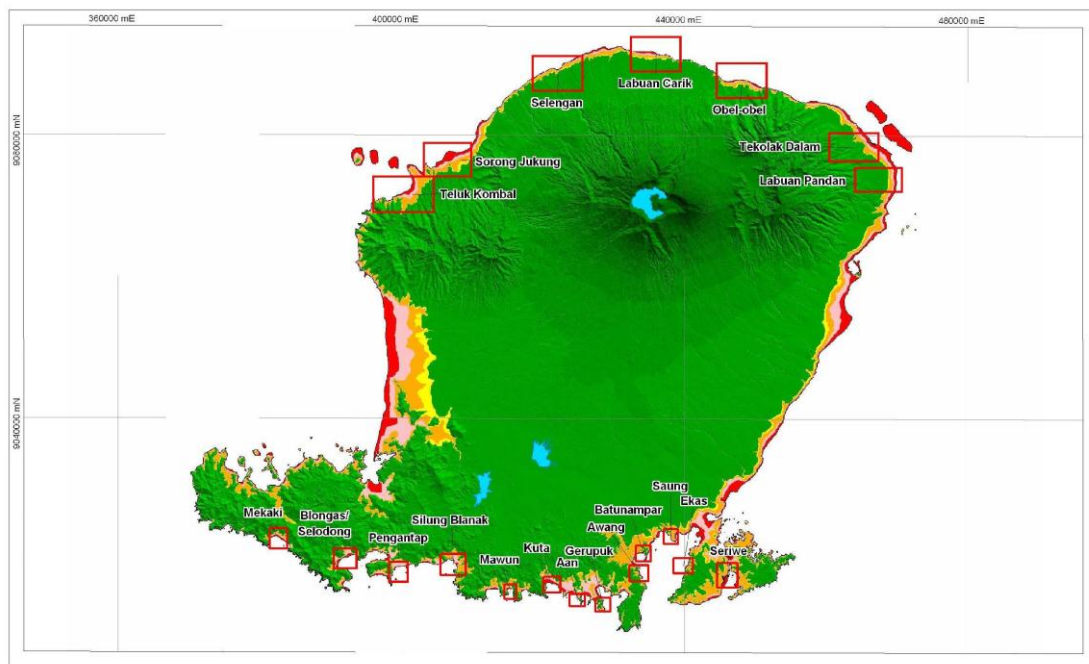 360000 mE
400000 mE
440000 mE
480000 mE
9080000 mN
9040000 mN
Labuan Carik
Selengan
Obel-obel
Tekolak Dalam
Sorong Jukung
Labuan Pandan
Teluk Kombal
Saung
Ekas
Mekaki
Batunampar
Blongas/
Selodong
Silung Blanak
Awang
Pengantap
Kuta
Gerupuk
Seriwe
Mawun
Aan